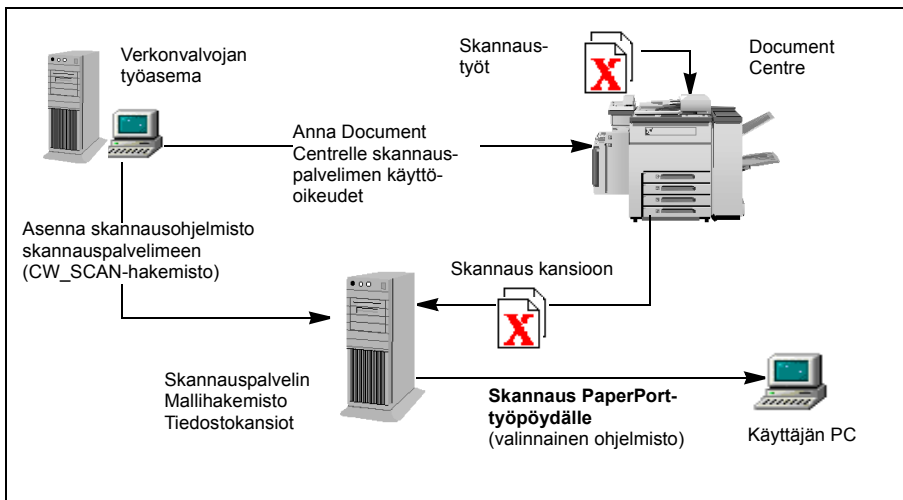 Verkonvalvojan
työasema
Skannaus-
työt
Document
Centre
Anna Document
Centrelle skannaus-
palvelimen käyttö-
oikeudet
Asenna skannausohjelmisto
skannauspalvelimeen
(CW_SCAN-hakemisto)
Skannaus kansioon
Skannauspalvelin
Mallihakemisto
Tiedostokansiot
Skannaus PaperPort-
työpöydälle
(valinnainen ohjelmisto)
Käyttäjän PC